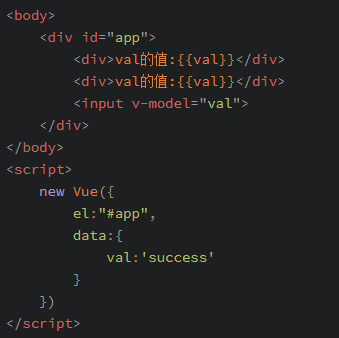 <body>
    <div id="app">
        <div>val的值:{{val}}</div>
        <div>val的值:{{val}}</div>
        <input v-model="val">
    </div>
</body>
<script>
    new Vue({
        el:"#app",
        data:{
            val:'success'
        }
    })
</script>